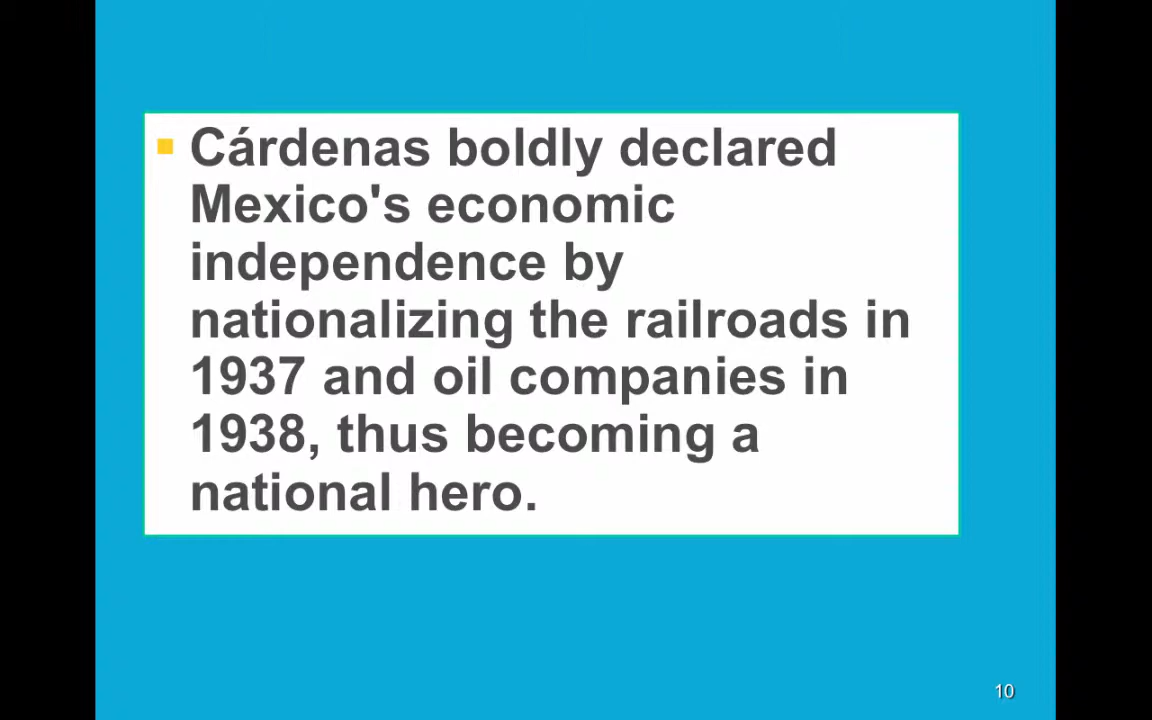 Cárdenas boldly declared
Mexico's economic
independence by
nationalizing the railroads in
1937 and oil companies in
1938, thus becoming a
national hero.
10